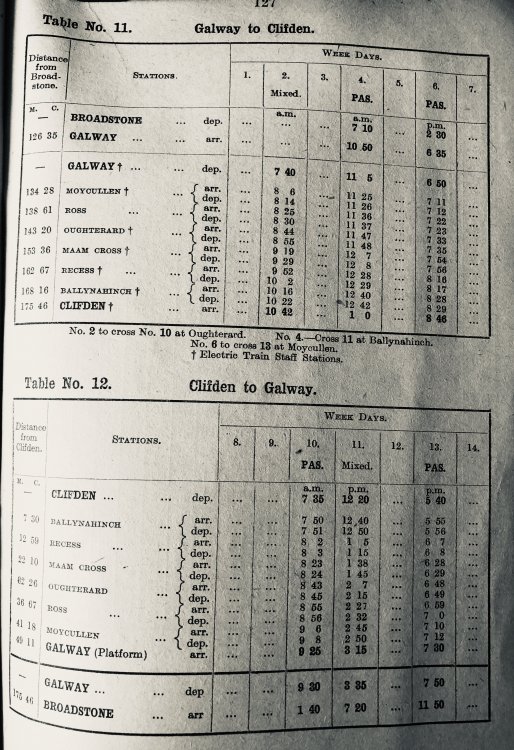 127
Table No. 11. Galway to Clifden.
Distance from Broad-stone. STATIONS. WEEK DAYS.
1. 2. 3. 4. 5. 6. 7.
Mixed. PAS. PAS.
M. C. a.m. a.m. p.m.
— BROADSTONE ... dep. ... ... ... 7 10 ... 2 30 ...
126 35 GALWAY ... ... arr. ... ... ... 10 50 ... 6 35 ...
— GALWAY † ... ... dep. ... 7 40 ... 11 5 ... 6 50 ...
134 28 MOYCULLEN † { arr. ... 8 6 ... 11 25 ... 7 11 ...
dep. ... 8 14 ... 11 26 ... 7 12 ...
138 61 ROSS ... ... { arr. ... 8 25 ... 11 36 ... 7 22 ...
dep. ... 8 30 ... 11 37 ... 7 23 ...
143 20 OUGHTERARD † { arr. ... 8 44 ... 11 47 ... 7 33 ...
dep. ... 8 55 ... 11 48 ... 7 35 ...
153 36 MAAM CROSS † { arr. ... 9 19 ... 12 7 ... 7 54 ...
dep. ... 9 29 ... 12 8 ... 7 56 ...
162 67 RECESS † ... ... { arr. ... 9 52 ... 12 28 ... 8 16 ...
dep. ... 10 2 ... 12 29 ... 8 17 ...
168 16 BALLYNAHINCH † ... { arr. ... 10 16 ... 12 40 ... 8 28 ...
dep. ... 10 22 ... 12 42 ... 8 29 ...
175 46 CLIFDEN † arr. ... 10 42 ... 1 0 ... 8 46 ...
No. 2 to cross No. 10 at Oughterard. No. 4.—Cross 11 at Ballynahinch.
No. 6 to cross 13 at Moycullen.
† Electric Train Staff Stations.
Table No. 12. Clifden to Galway.
Distance from Clifden. STATIONS. WEEK DAYS.
8. 9. 10. 11. 12. 13. 14.
PAS. Mixed. PAS.
M. C. a.m. p.m. p.m.
— CLIFDEN ... ... dep. ... ... 7 35 12 20 ... 5 40 ...
7 30 BALLYNAHINCH { arr. ... ... 7 50 12 40 ... 5 55 ...
dep. ... ... 7 51 12 50 ... 5 56 ...
12 59 RECESS ... ... { arr. ... ... 8 2 1 5 ... 6 7 ...
dep. ... ... 8 3 1 15 ... 6 8 ...
22 10 MAAM CROSS ... { arr. ... ... 8 23 1 38 ... 6 28 ...
dep. ... ... 8 24 1 45 ... 6 29 ...
32 26 OUGHTERARD ... { arr. ... ... 8 43 2 7 ... 6 48 ...
dep. ... ... 8 45 2 15 ... 6 49 ...
36 67 ROSS ... ... { arr. ... ... 8 55 2 27 ... 6 59 ...
dep. ... ... 8 56 2 32 ... 7 0 ...
41 18 MOYCULLEN ... { arr. ... ... 9 6 2 45 ... 7 10 ...
dep. ... ... 9 8 2 50 ... 7 12 ...
49 11 GALWAY (Platform) arr. ... ... 9 25 3 15 ... 7 30 ...
— GALWAY ... ... dep ... ... 9 30 3 35 ... 7 50 ...
175 46 BROADSTONE ... arr ... ... 1 40 7 20 ... 11 50 ...